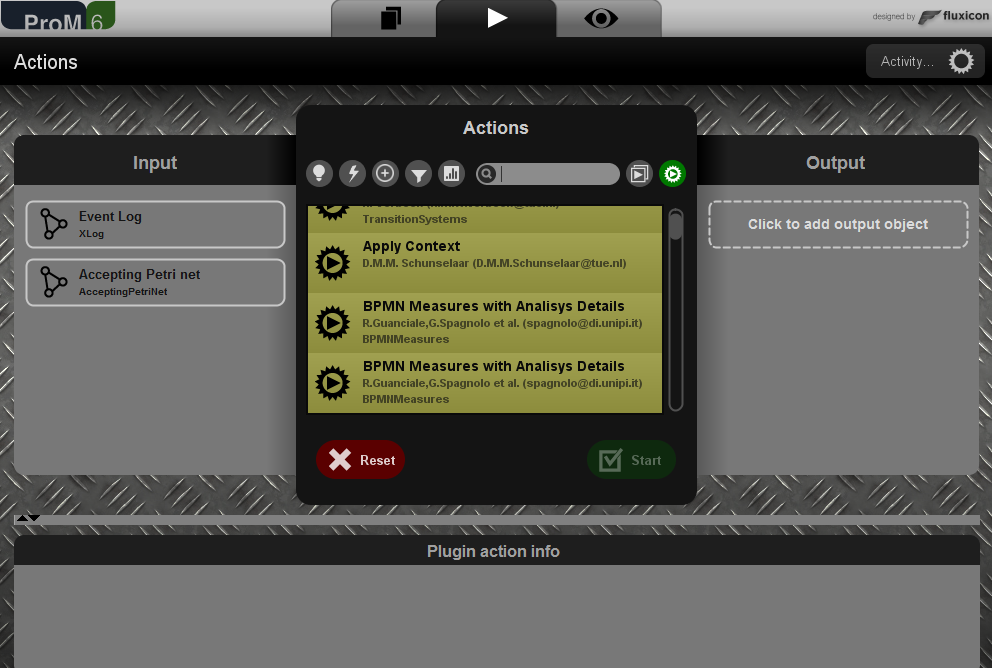 ProM 6
designed by fluxicon
Actions
Activity...
Actions
Input
Output
Event Log
XLog
Accepting Petri net
AcceptingPetriNet
Click to add output object
TransitionSystems
Apply Context
D.M.M. Schunselaar (D.M.M.Schunselaar@tue.nl)
BPMN Measures with Analisys Details
R.Guanciale,G.Spagnolo et al. (spagnolo@di.unipi.it)
BPMNMeasures
BPMN Measures with Analisys Details
R.Guanciale,G.Spagnolo et al. (spagnolo@di.unipi.it)
BPMNMeasures
Reset
Start
Plugin action info